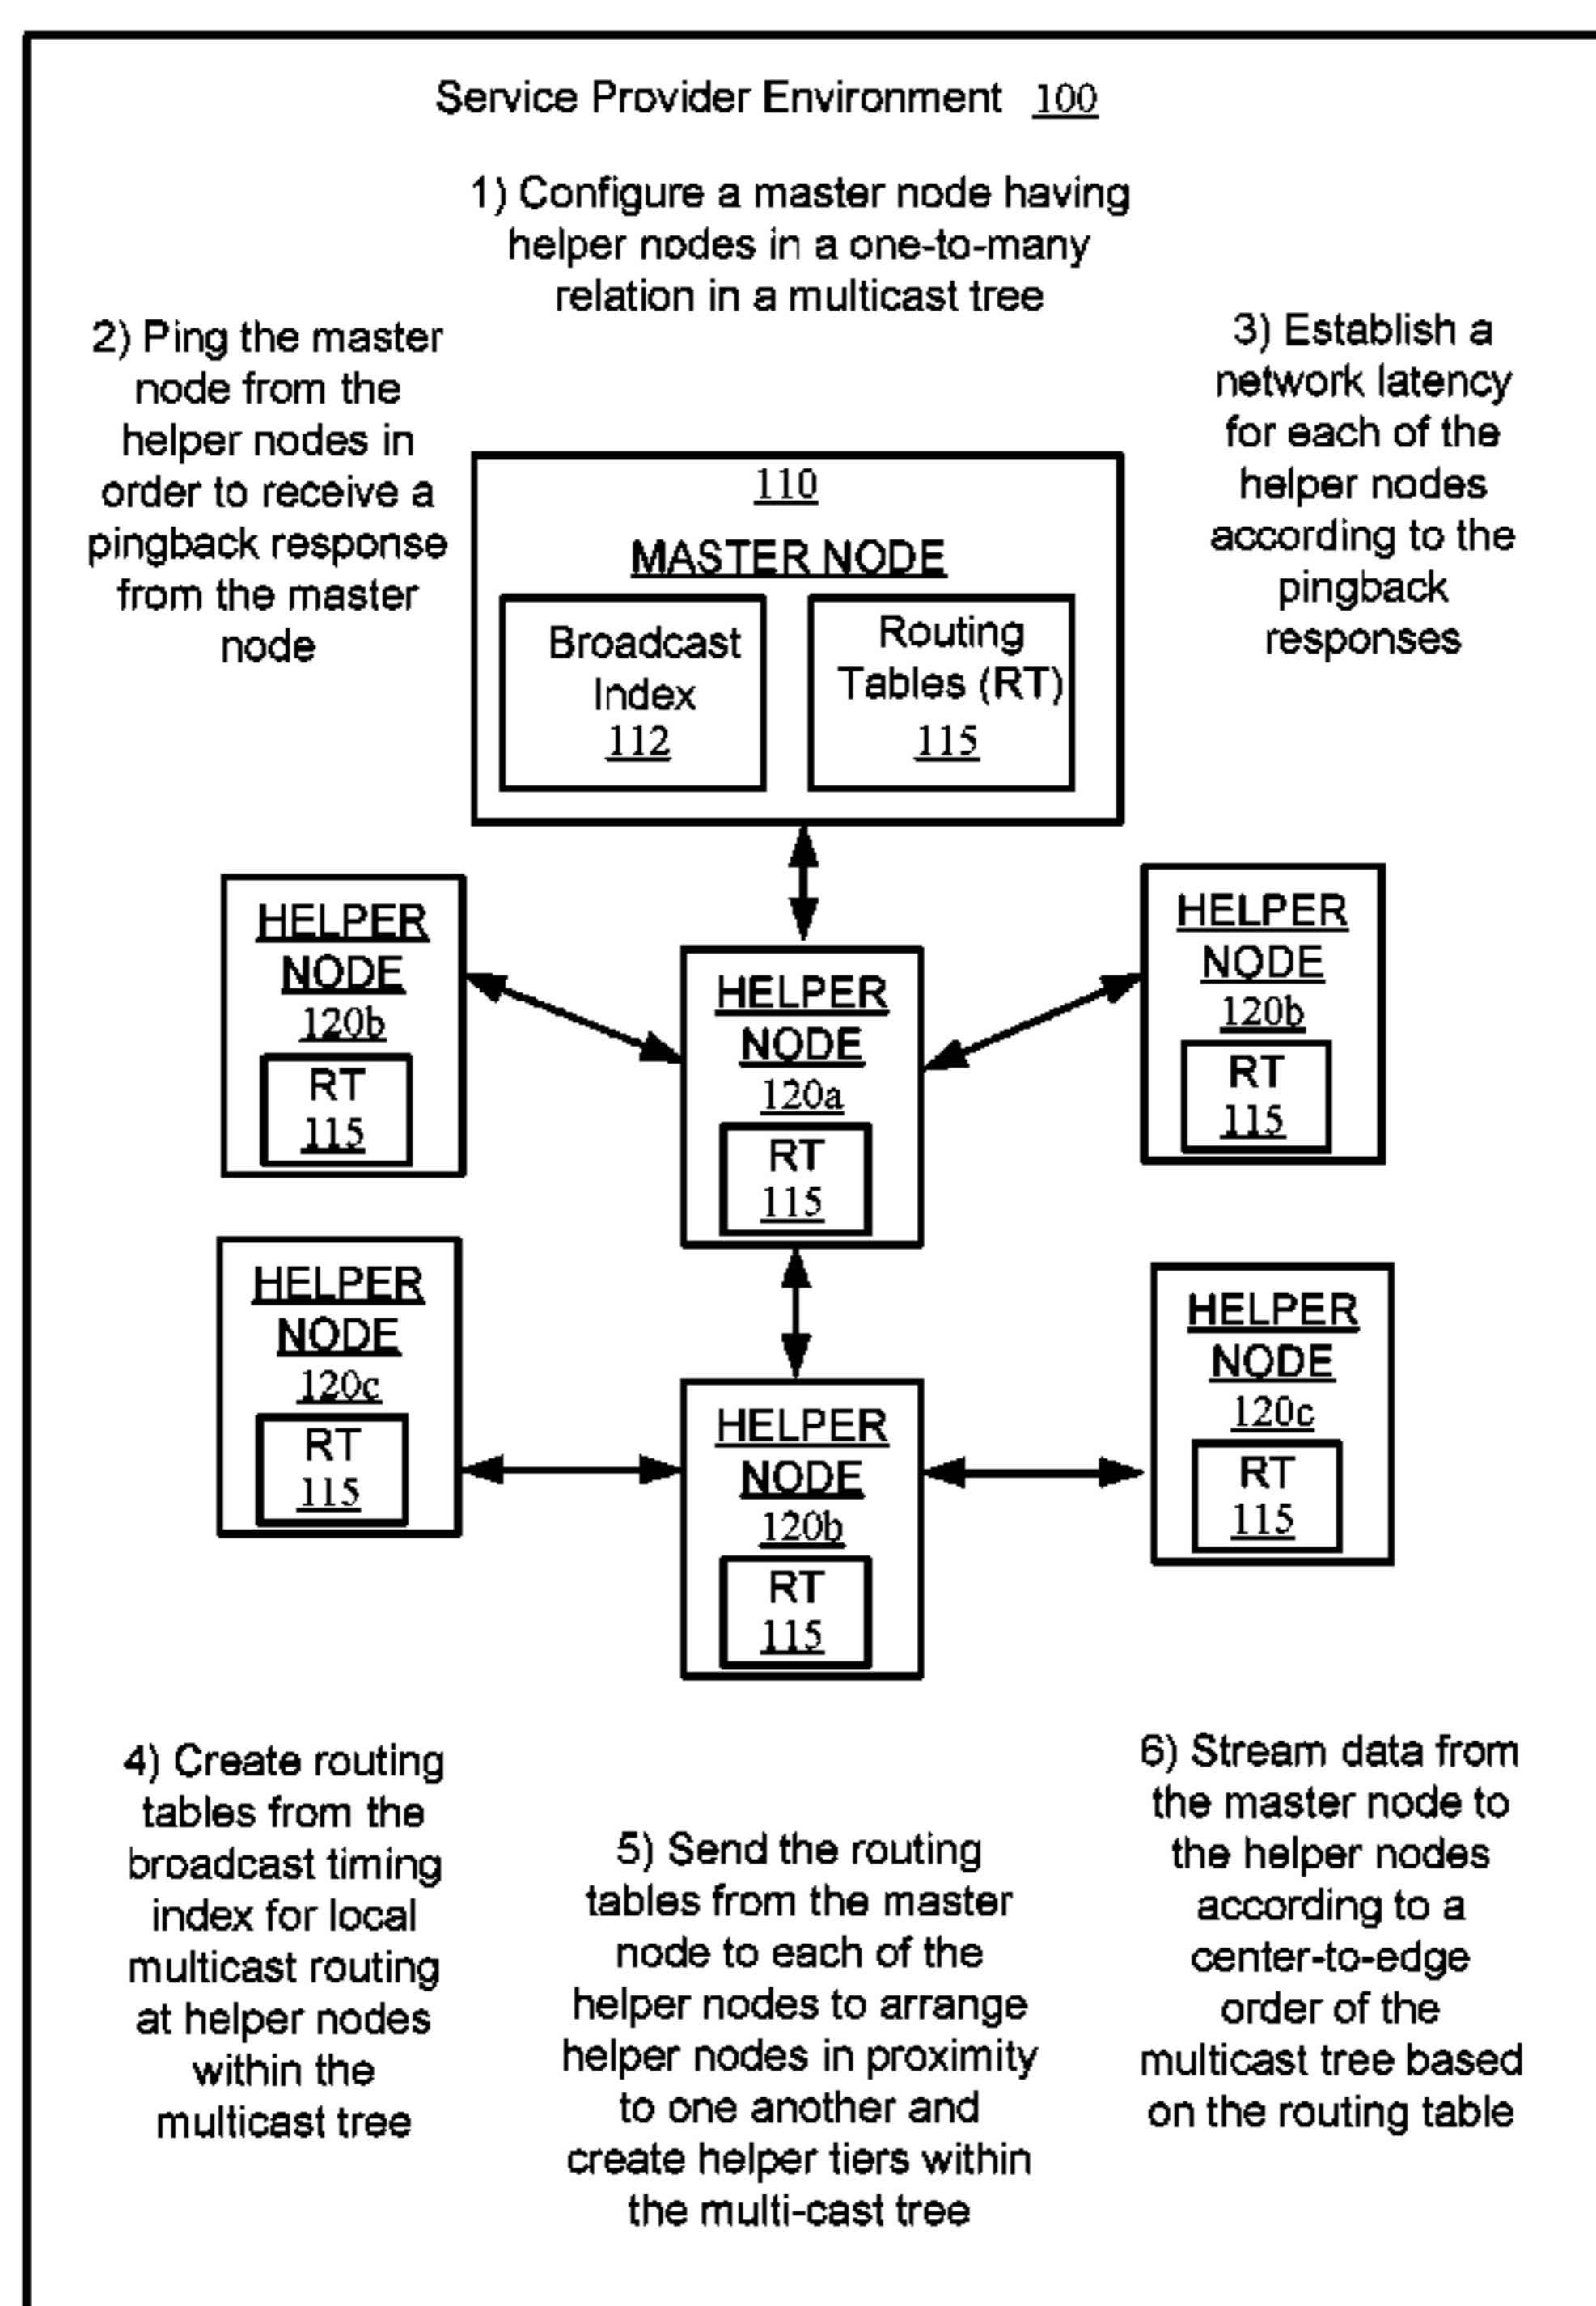 Service Provider Environment 100
1) Configure a master node having
helper nodes in a one-to-many
relation in a multicast tree
2) Ping the master
node from the
helper nodes in
order to receive a
pingback response
from the master
node
3) Establish a
network latency
for each of the
helper nodes
according to the
pingback
responses
110
MASTER NODE
Broadcast
Index
112
Routing
Tables (RT)
115
HELPER
NODE
120b
RT
115
HELPER
NODE
120a
RT
115
HELPER
NODE
120b
RT
115
HELPER
NODE
120c
RT
115
HELPER
NODE
120b
RT
115
HELPER
NODE
120c
RT
115
4) Create routing
tables from the
broadcast timing
index for local
multicast routing
at helper nodes
within the
multicast tree
5) Send the routing
tables from the master
node to each of the
helper nodes to arrange
helper nodes in proximity
to one another and
create helper tiers within
the multi-cast tree
6) Stream data from
the master node to
the helper nodes
according to a
center-to-edge
order of the
multicast tree based
on the routing table